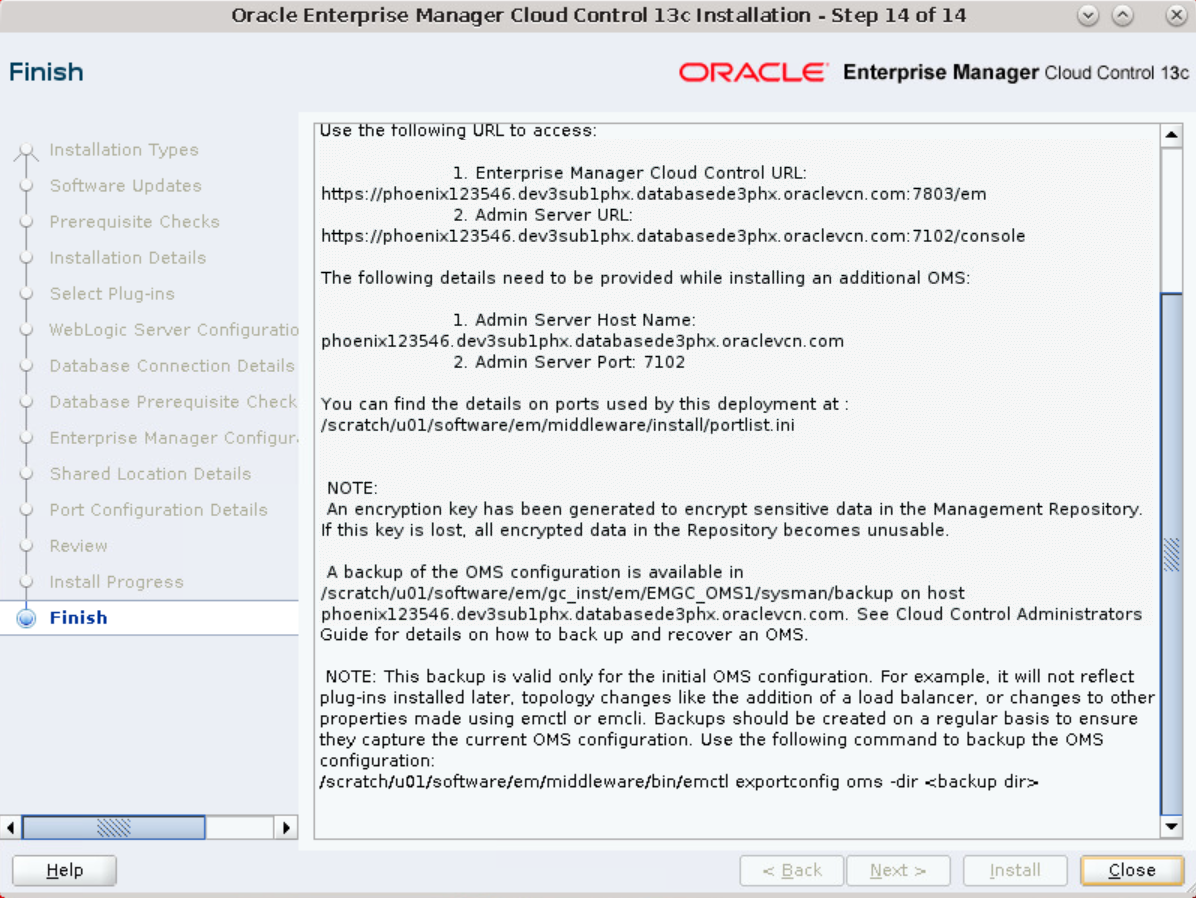 Oracle Enterprise Manager Cloud Control 13c Installation - Step 14 of 14
Finish
ORACLE Enterprise Manager Cloud Control 13c
Installation Types
Software Updates
Prerequisite Checks
Installation Details
Select Plug-ins
WebLogic Server Configuratio
Database Connection Details
Database Prerequisite Check
Enterprise Manager Configur
Shared Location Details
Port Configuration Details
Review
Install Progress
Finish
Use the following URL to access:
1. Enterprise Manager Cloud Control URL:
https://phoenix123546.dev3sub1phx.databasede3phx.oraclevcn.com:7803/em
2. Admin Server URL:
https://phoenix123546.dev3sub1phx.databasede3phx.oraclevcn.com:7102/console
The following details need to be provided while installing an additional OMS:
1. Admin Server Host Name:
phoenix123546.dev3sub1phx.databasede3phx.oraclevcn.com
2. Admin Server Port: 7102
You can find the details on ports used by this deployment at :
/scratch/u01/software/em/middleware/install/portlist.ini
NOTE:
An encryption key has been generated to encrypt sensitive data in the Management Repository.
If this key is lost, all encrypted data in the Repository becomes unusable.
A backup of the OMS configuration is available in
/scratch/u01/software/em/gc_inst/em/EMGC_OMS1/sysman/backup on host
phoenix123546.dev3sub1phx.databasede3phx.oraclevcn.com. See Cloud Control Administrators
Guide for details on how to back up and recover an OMS.
NOTE: This backup is valid only for the initial OMS configuration. For example, it will not reflect
plug-ins installed later, topology changes like the addition of a load balancer, or changes to other
properties made using emctl or emcli. Backups should be created on a regular basis to ensure
they capture the current OMS configuration. Use the following command to backup the OMS
configuration:
/scratch/u01/software/em/middleware/bin/emctl exportconfig oms -dir <backup dir>
Help
< Back
Next >
Install
Close